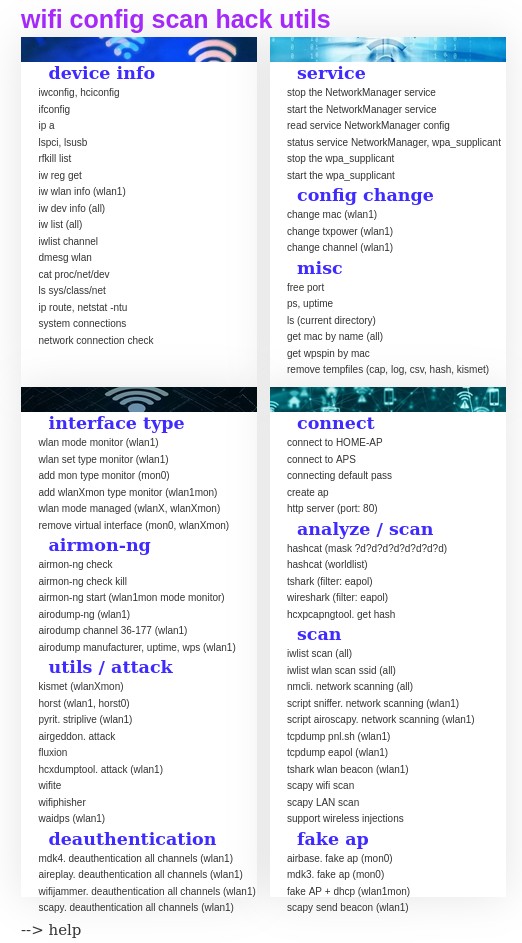 wifi config scan hack utils
device info
iwconfig, hciconfig
ifconfig
ip a
lspci, lsusb
rfkill list
iw reg get
iw wlan info (wlan1)
iw dev info (all)
iw list (all)
iwlist channel
dmesg wlan
cat proc/net/dev
ls sys/class/net
ip route, netstat -ntu
system connections
network connection check
service
stop the NetworkManager service
start the NetworkManager service
read service NetworkManager config
status service NetworkManager, wpa_supplicant
stop the wpa_supplicant
start the wpa_supplicant
config change
change mac (wlan1)
change txpower (wlan1)
change channel (wlan1)
misc
free port
ps, uptime
ls (current directory)
get mac by name (all)
get wpspin by mac
remove tempfiles (cap, log, csv, hash, kismet)
interface type
wlan mode monitor (wlan1)
wlan set type monitor (wlan1)
add mon type monitor (mon0)
add wlanXmon type monitor (wlan1mon)
wlan mode managed (wlanX, wlanXmon)
remove virtual interface (mon0, wlanXmon)
airmon-ng
airmon-ng check
airmon-ng check kill
airmon-ng start (wlan1mon mode monitor)
airodump-ng (wlan1)
airodump channel 36-177 (wlan1)
airodump manufacturer, uptime, wps (wlan1)
utils / attack
kismet (wlanXmon)
horst (wlan1, horst0)
pyrit. striplive (wlan1)
airgeddon. attack
fluxion
hcxdumptool. attack (wlan1)
wifite
wifiphisher
waidps (wlan1)
deauthentication
mdk4. deauthentication all channels (wlan1)
aireplay. deauthentication all channels (wlan1)
wifijammer. deauthentication all channels (wlan1)
scapy. deauthentication all channels (wlan1)
connect
connect to HOME-AP
connect to APS
connecting default pass
create ap
http server (port: 80)
analyze / scan
hashcat (mask ?d?d?d?d?d?d?d?d)
hashcat (worldlist)
tshark (filter: eapol)
wireshark (filter: eapol)
hcxpcapngtool. get hash
scan
iwlist scan (all)
iwlist wlan scan ssid (all)
nmcli. network scanning (all)
script sniffer. network scanning (wlan1)
script airoscapy. network scanning (wlan1)
tcpdump pnl.sh (wlan1)
tcpdump eapol (wlan1)
tshark wlan beacon (wlan1)
scapy wifi scan
scapy LAN scan
support wireless injections
fake ap
airbase. fake ap (mon0)
mdk3. fake ap (mon0)
fake AP + dhcp (wlan1mon)
scapy send beacon (wlan1)
--> help